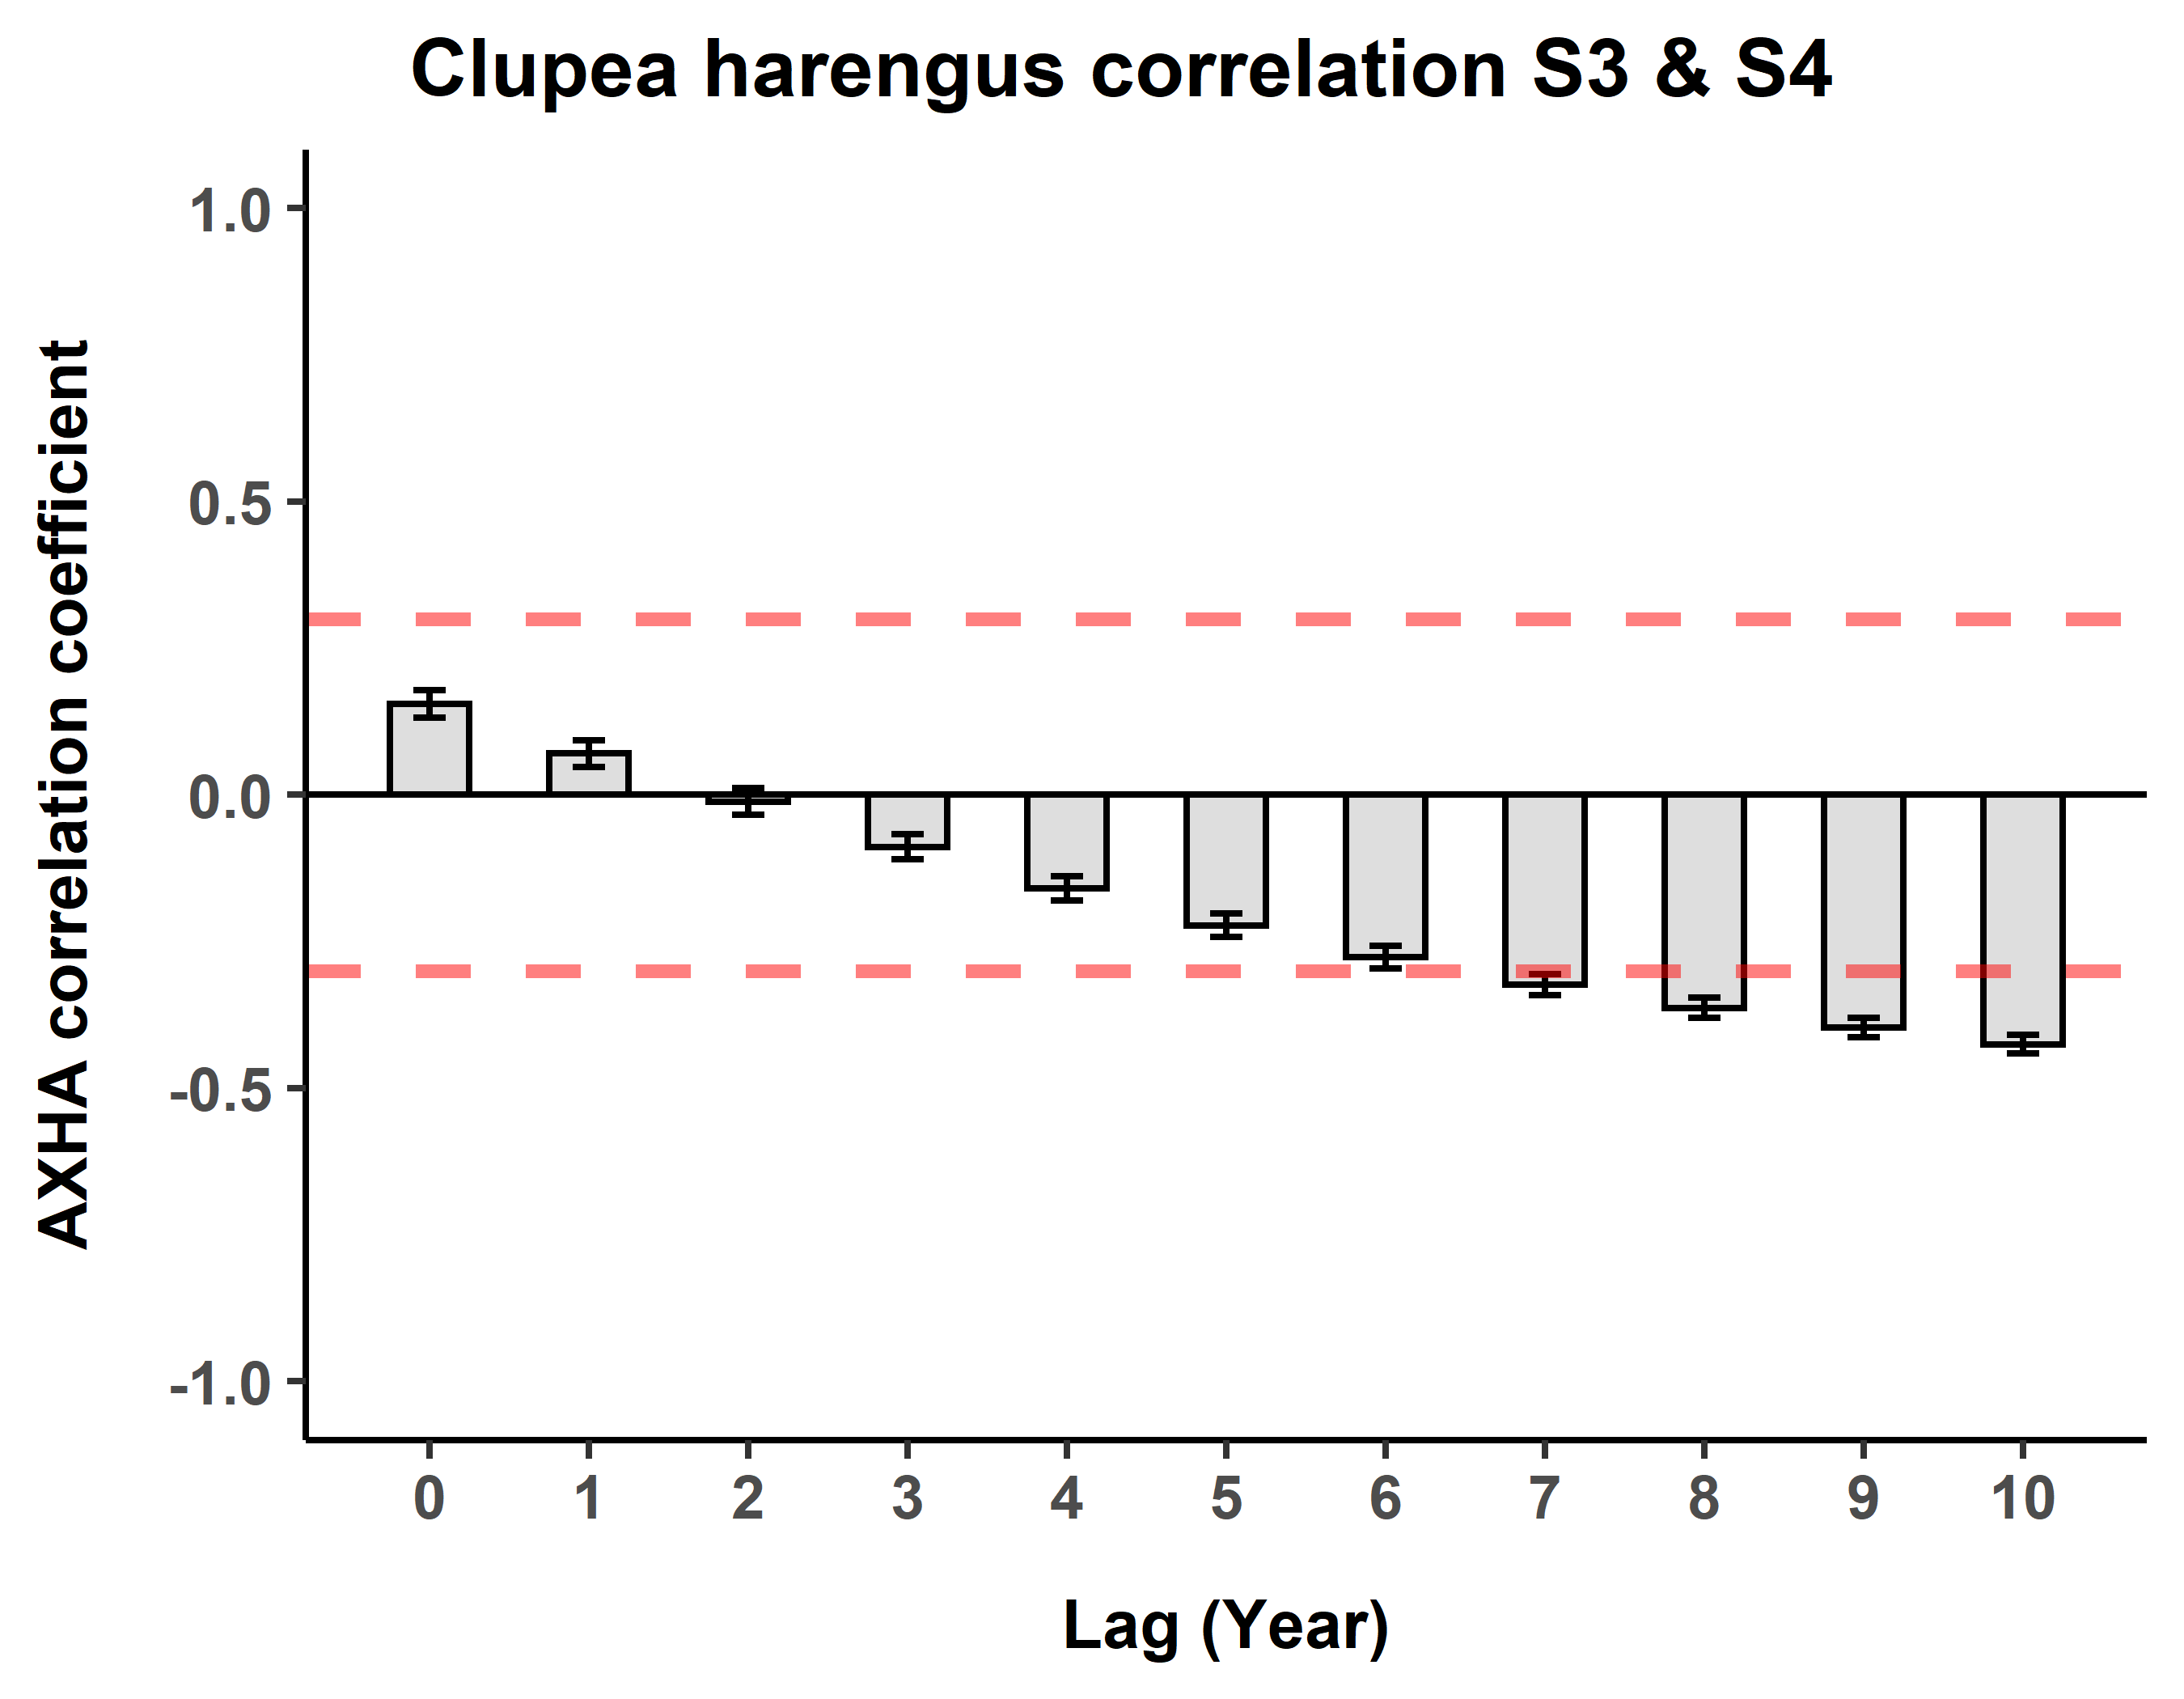 Clupea harengus correlation S3 & S4
AXHA correlation coefficient
1.0
0.5
0.0
-0.5
-1.0
0 1 2 3 4 5 6 7 8 9 10
Lag (Year)